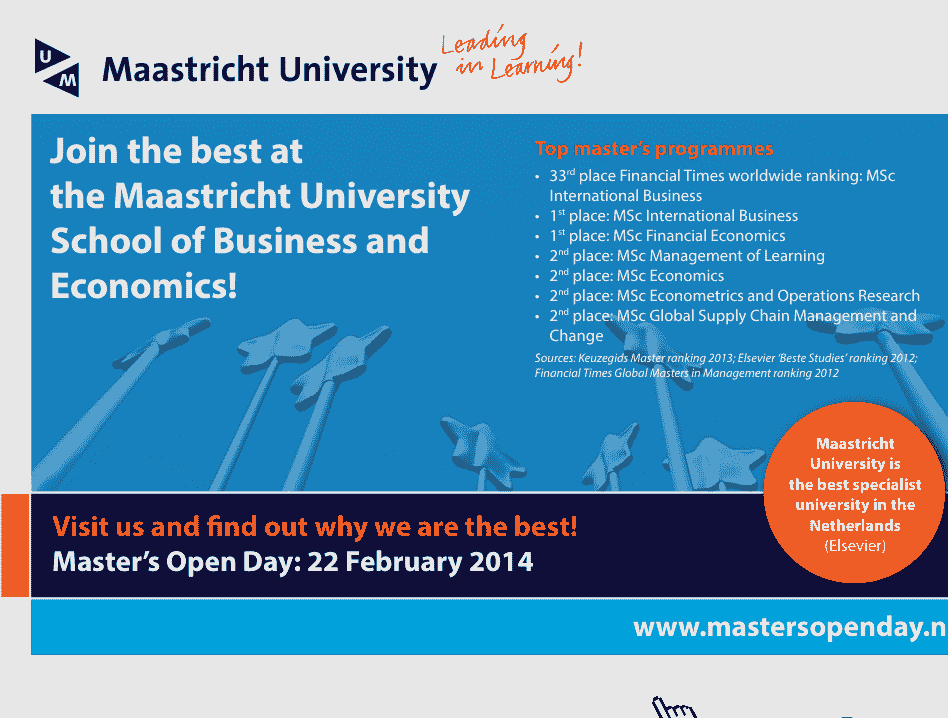 UM
Maastricht University
Leading
in Learning!
Join the best at
the Maastricht University
School of Business and
Economics!
Top master's programmes
• 33rd place Financial Times worldwide ranking: MSc
International Business
• 1st place: MSc International Business
• 1st place: MSc Financial Economics
• 2nd place: MSc Management of Learning
• 2nd place: MSc Economics
• 2nd place: MSc Econometrics and Operations Research
• 2nd place: MSc Global Supply Chain Management and
Change
Sources: Keuzegids Master ranking 2013; Elsevier 'Beste Studies' ranking 2012;
Financial Times Global Masters in Management ranking 2012
Maastricht
University is
the best specialist
university in the
Netherlands
(Elsevier)
Visit us and find out why we are the best!
Master's Open Day: 22 February 2014
www.mastersopenday.n